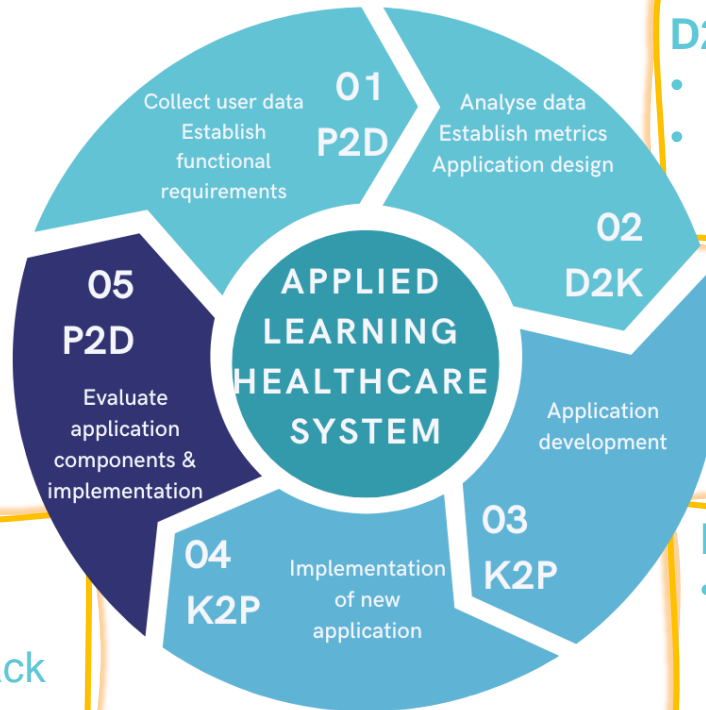 01
P2D
Collect user data
Establish
functional
requirements
Analyse data
Establish metrics
Application design
02
D2K
Application
development
03
K2P
04
K2P
Implementation
of new
application
05
P2D
Evaluate
application
components &
implementation
APPLIED
LEARNING
HEALTHCARE
SYSTEM